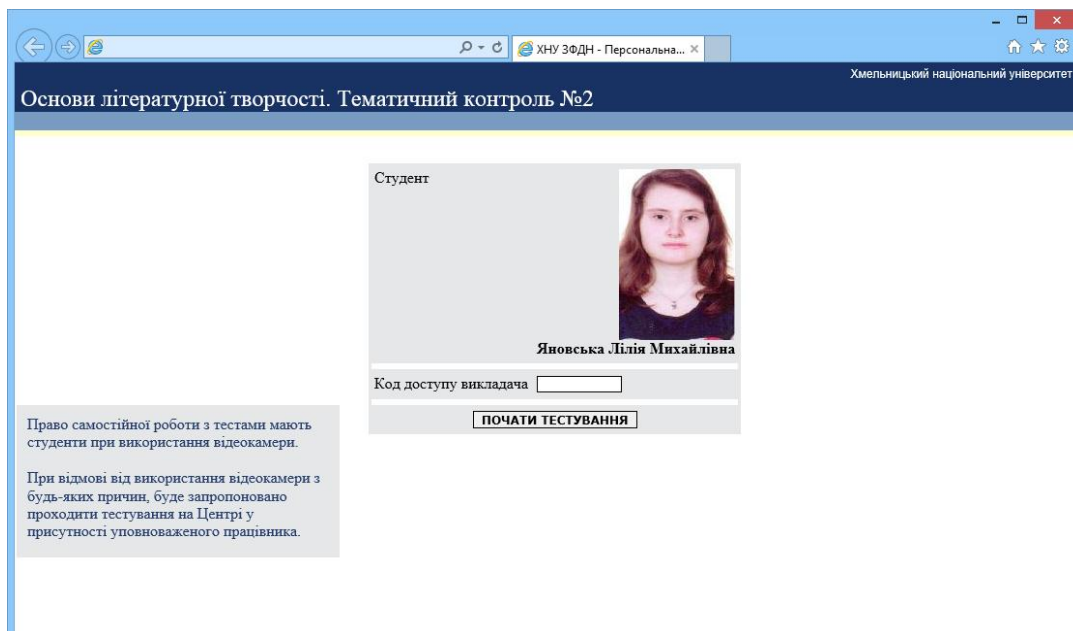 ХНУ ЗФДН - Персональна...
Хмельницький національний університет
Основи літературної творчості. Тематичний контроль №2
Студент
Яновська Лілія Михайлівна
Код доступу викладача
ПОЧАТИ ТЕСТУВАННЯ
Право самостійної роботи з тестами мають
студенти при використання відеокамери.
При відмові від використання відеокамери з
будь-яких причин, буде запропоновано
проходити тестування на Центрі у
присутності уповноваженого працівника.